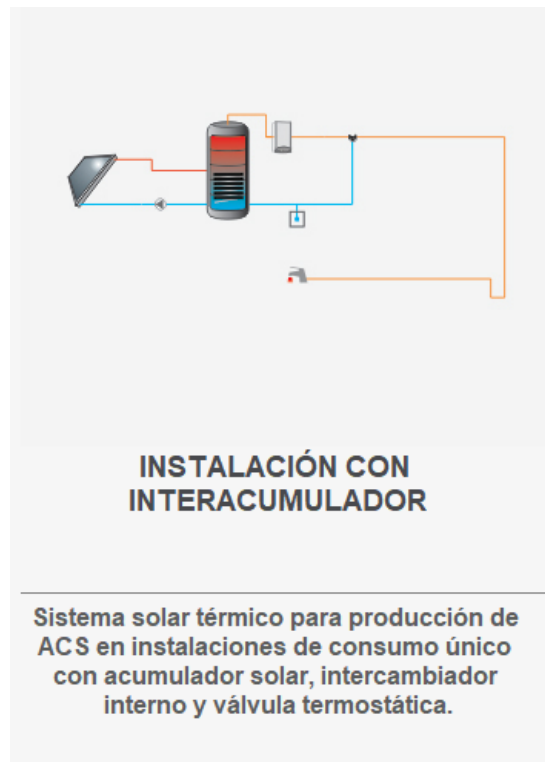 INSTALACIÓN CON
INTERACUMULADOR
Sistema solar térmico para producción de
ACS en instalaciones de consumo único
con acumulador solar, intercambiador
interno y válvula termostática.